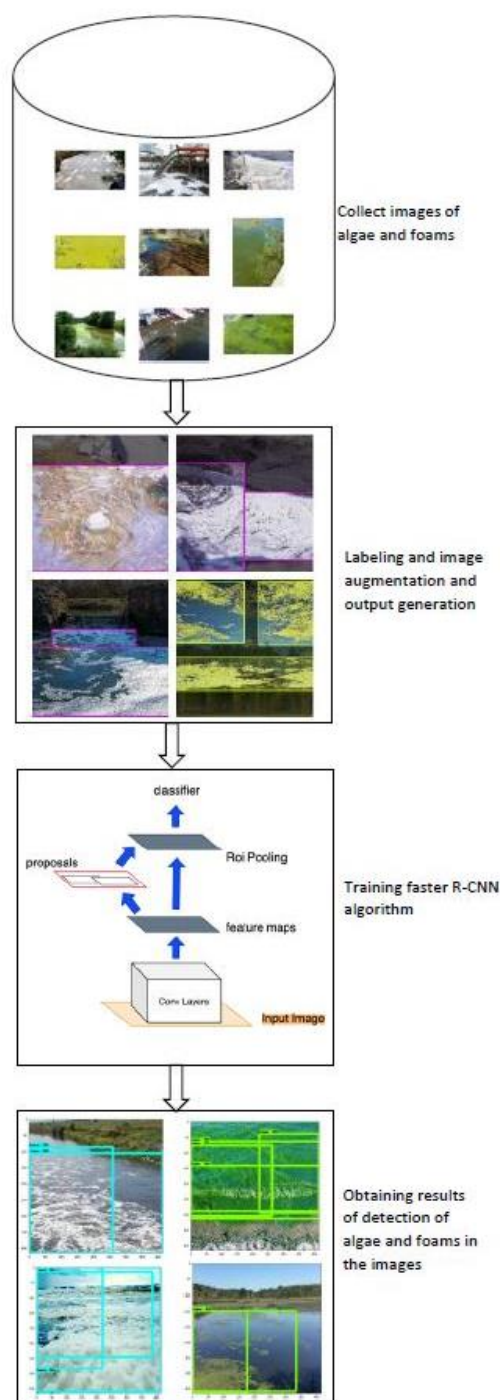 Collect images of
algae and foams
Labeling and image
augmentation and
output generation
classifier
Roi Pooling
proposals
feature maps
Conv Layers
Input Image
Training faster R-CNN
algorithm
Obtaining results
of detection of
algae and foams in
the images